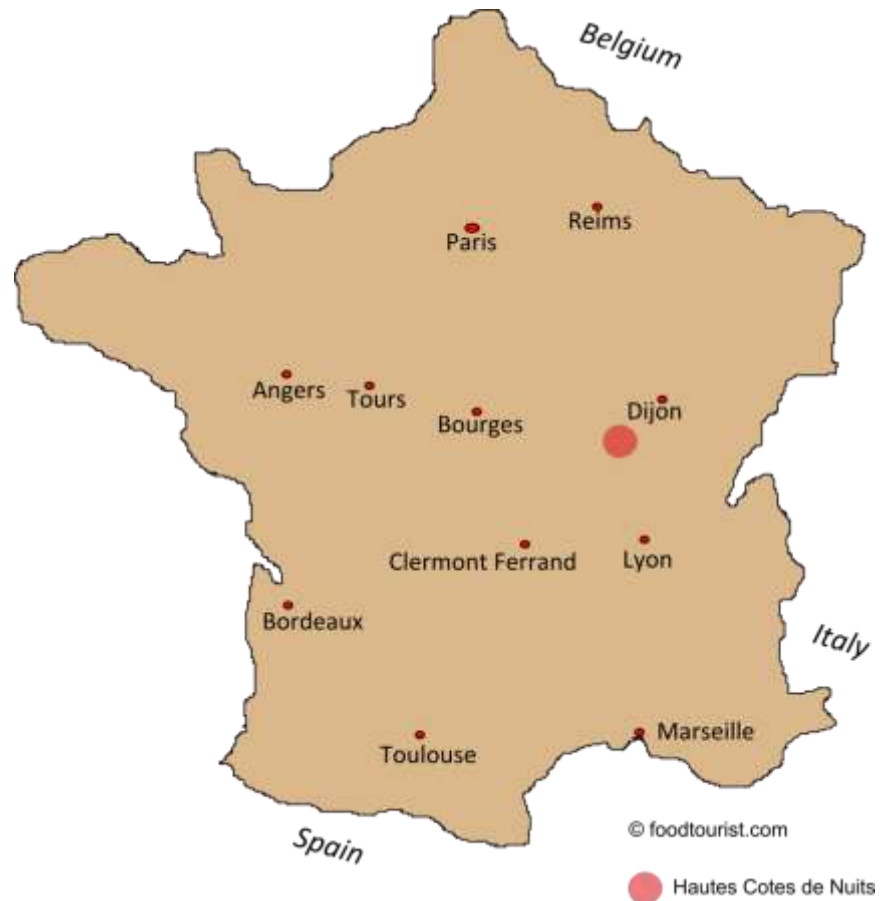 Belgium
Reims
Paris
Angers
Tours
Dijon
Bourges
Clermont Ferrand
Lyon
Bordeaux
Italy
Marseille
Toulouse
© foodtourist.com
Spain
Hautes Cotes de Nuits